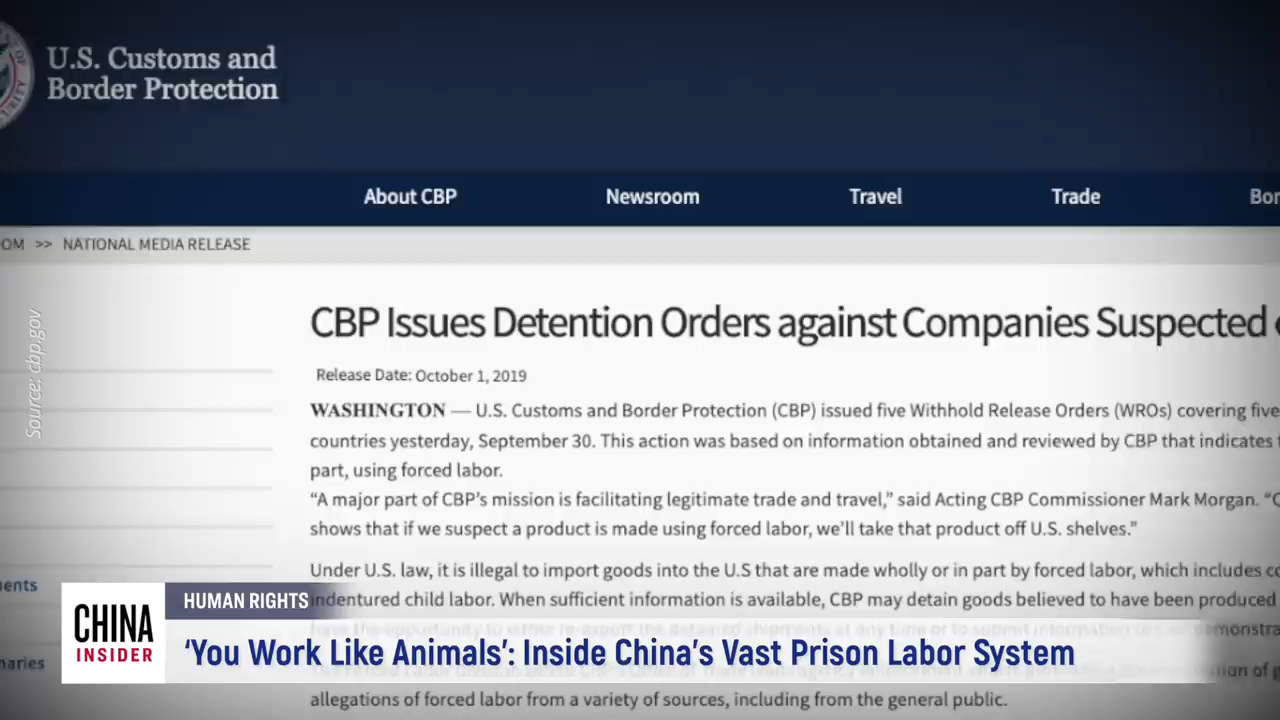 U.S. Customs and
Border Protection
About CBP Newsroom Travel Trade
OM >> NATIONAL MEDIA RELEASE
Source: cbp.gov
CBP Issues Detention Orders against Companies Suspected
Release Date: October 1, 2019
WASHINGTON — U.S. Customs and Border Protection (CBP) issued five Withhold Release Orders (WROs) covering five
countries yesterday, September 30. This action was based on information obtained and reviewed by CBP that indicates
part, using forced labor.
“A major part of CBP’s mission is facilitating legitimate trade and travel,” said Acting CBP Commissioner Mark Morgan. “
shows that if we suspect a product is made using forced labor, we’ll take that product off U.S. shelves.”
Under U.S. law, it is illegal to import goods into the U.S that are made wholly or in part by forced labor, which includes
indentured child labor. When sufficient information is available, CBP may detain goods believed to have been produced
ents
naries
allegations of forced labor from a variety of sources, including from the general public.
CHINA
INSIDER
HUMAN RIGHTS
‘You Work Like Animals’: Inside China’s Vast Prison Labor System